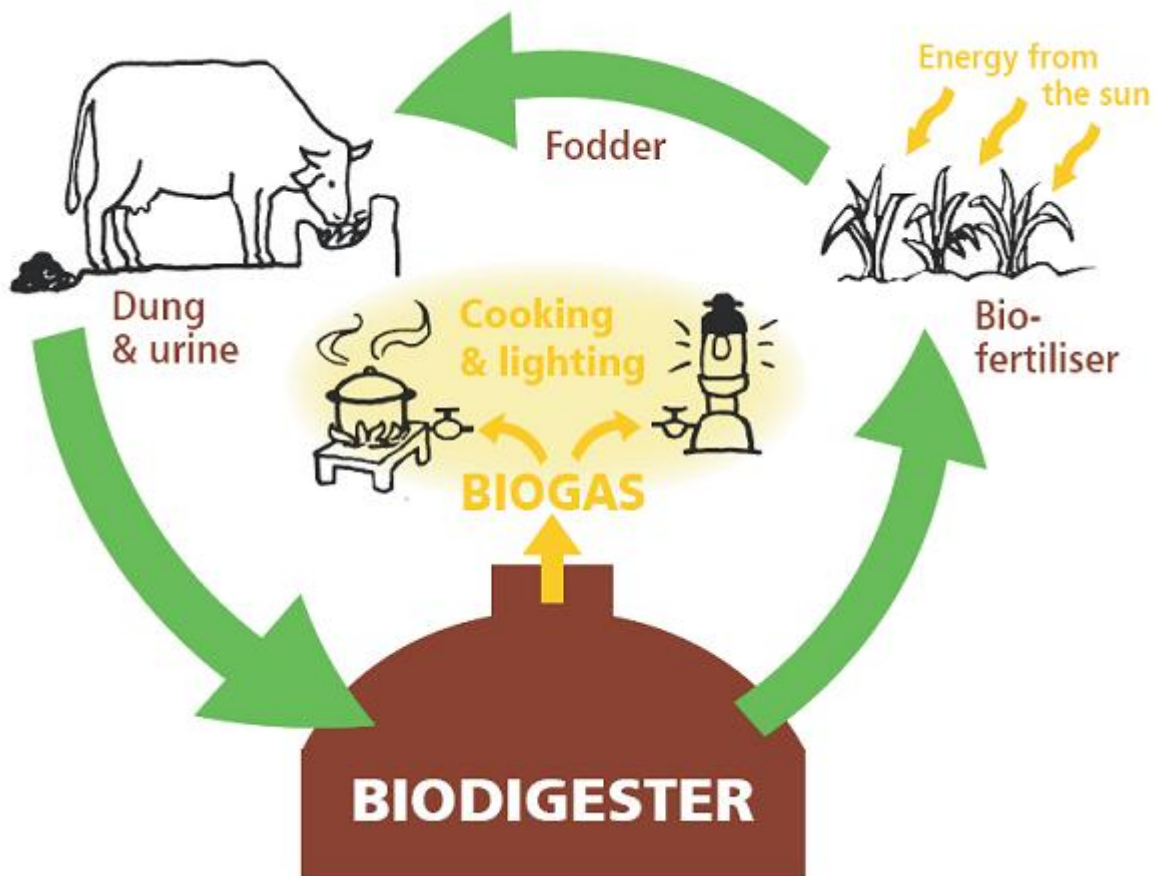 Energy from
the sun
Fodder
Dung
& urine
Cooking
& lighting
Bio-
fertiliser
BIOGAS
BIODIGESTER